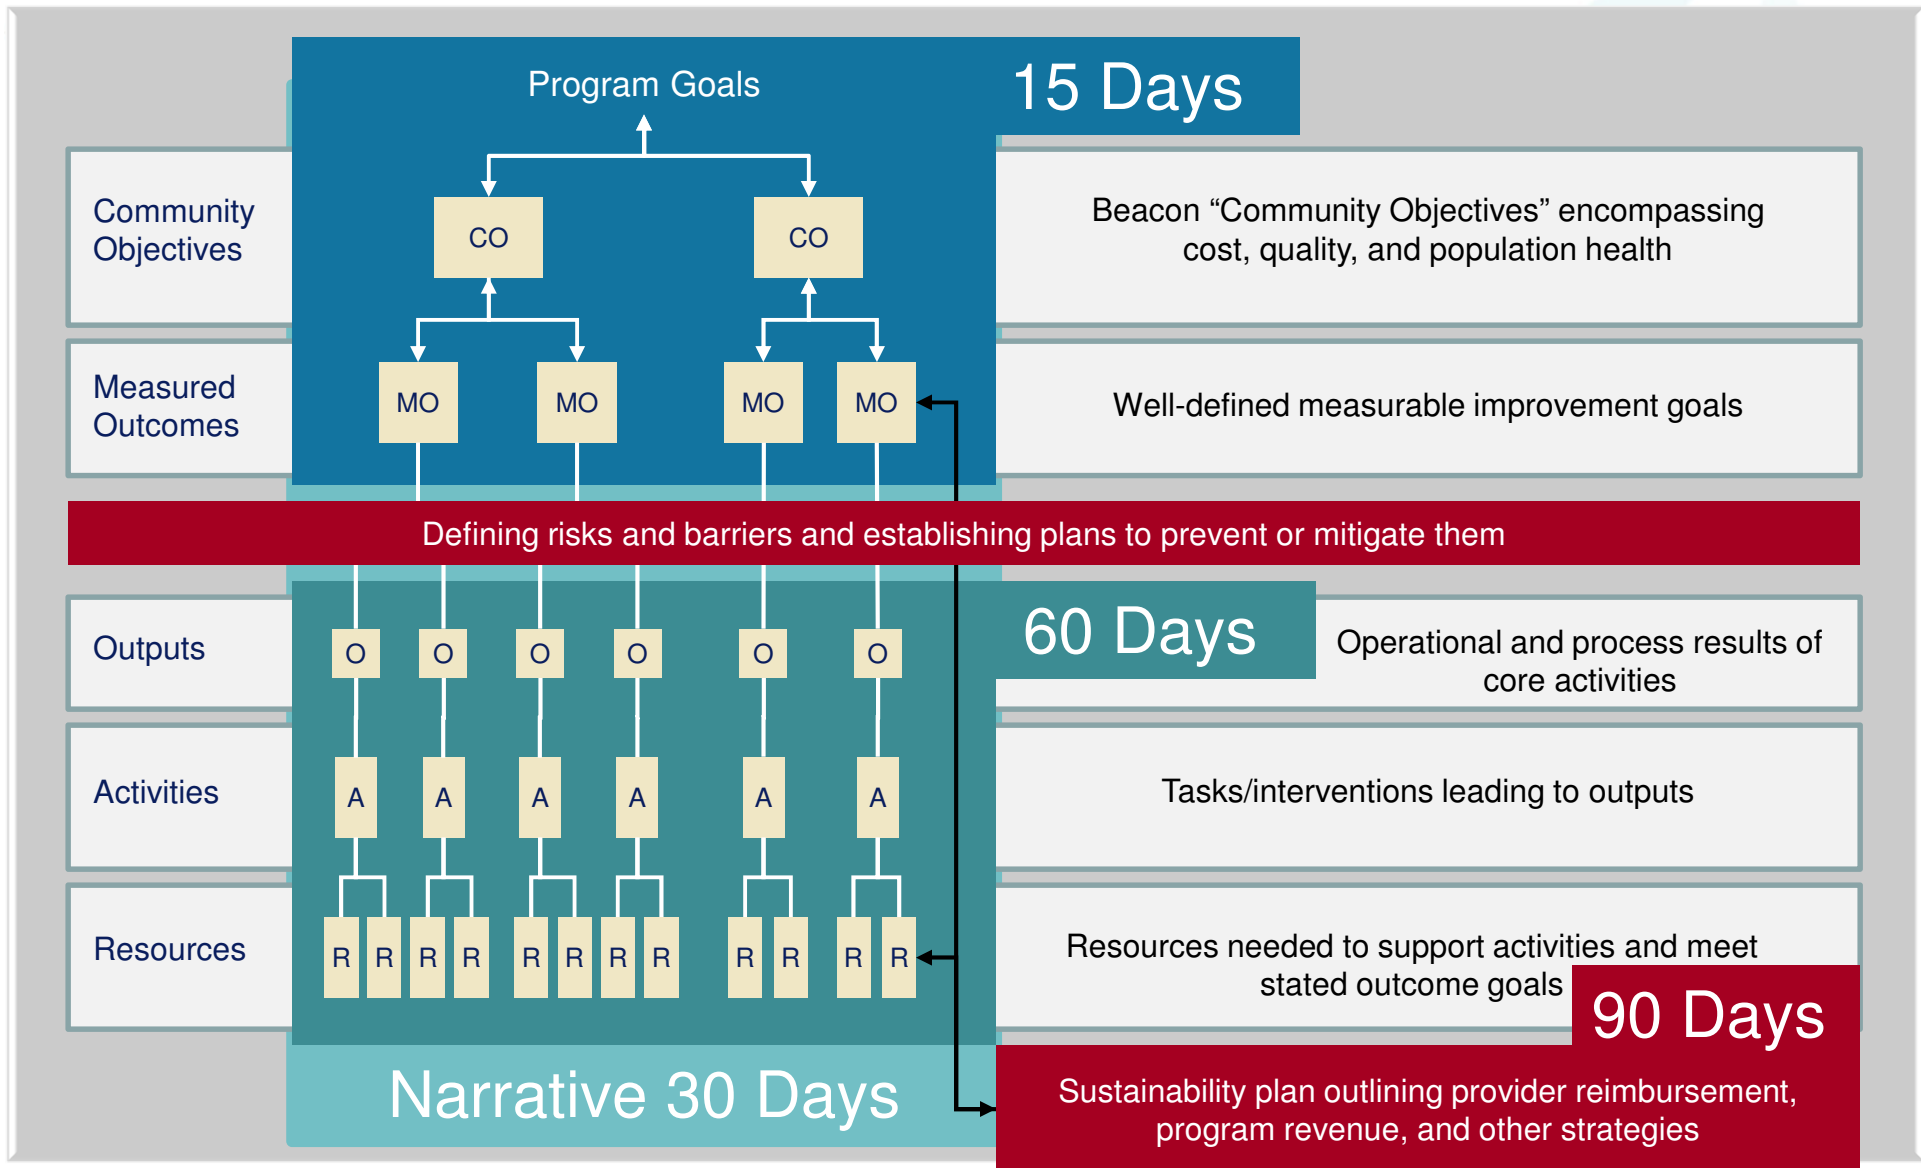 Program Goals
15 Days
Community
Objectives
CO
CO
Beacon “Community Objectives” encompassing
cost, quality, and population health
Measured
Outcomes
MO
MO
MO
MO
Well-defined measurable improvement goals
Defining risks and barriers and establishing plans to prevent or mitigate them
Outputs
O
O
O
O
O
O
60 Days
Operational and process results of
core activities
Activities
A
A
A
A
A
A
Tasks/interventions leading to outputs
Resources
R
R
R
R
R
R
R
R
R
R
R
R
Resources needed to support activities and meet
stated outcome goals
90 Days
Narrative 30 Days
Sustainability plan outlining provider reimbursement,
program revenue, and other strategies